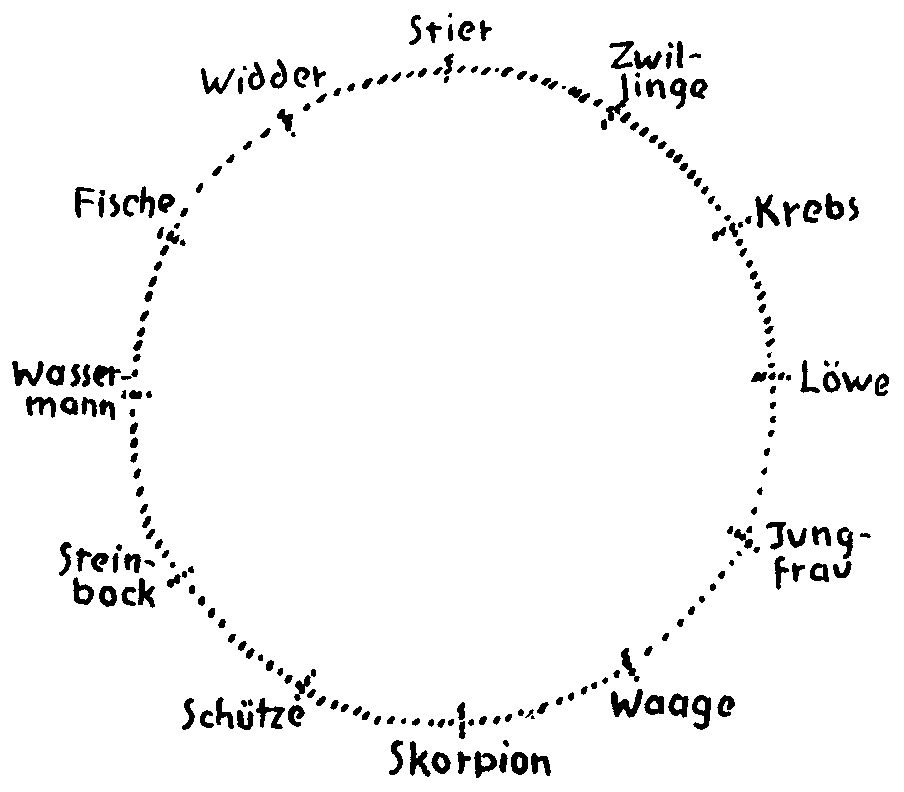 Stier
Zwil-
linge
Krebs
Löwe
Jung-
frau
Waage
Skorpion
Schütze
Stein-
bock
Wasser-
mann
Fische
Widder